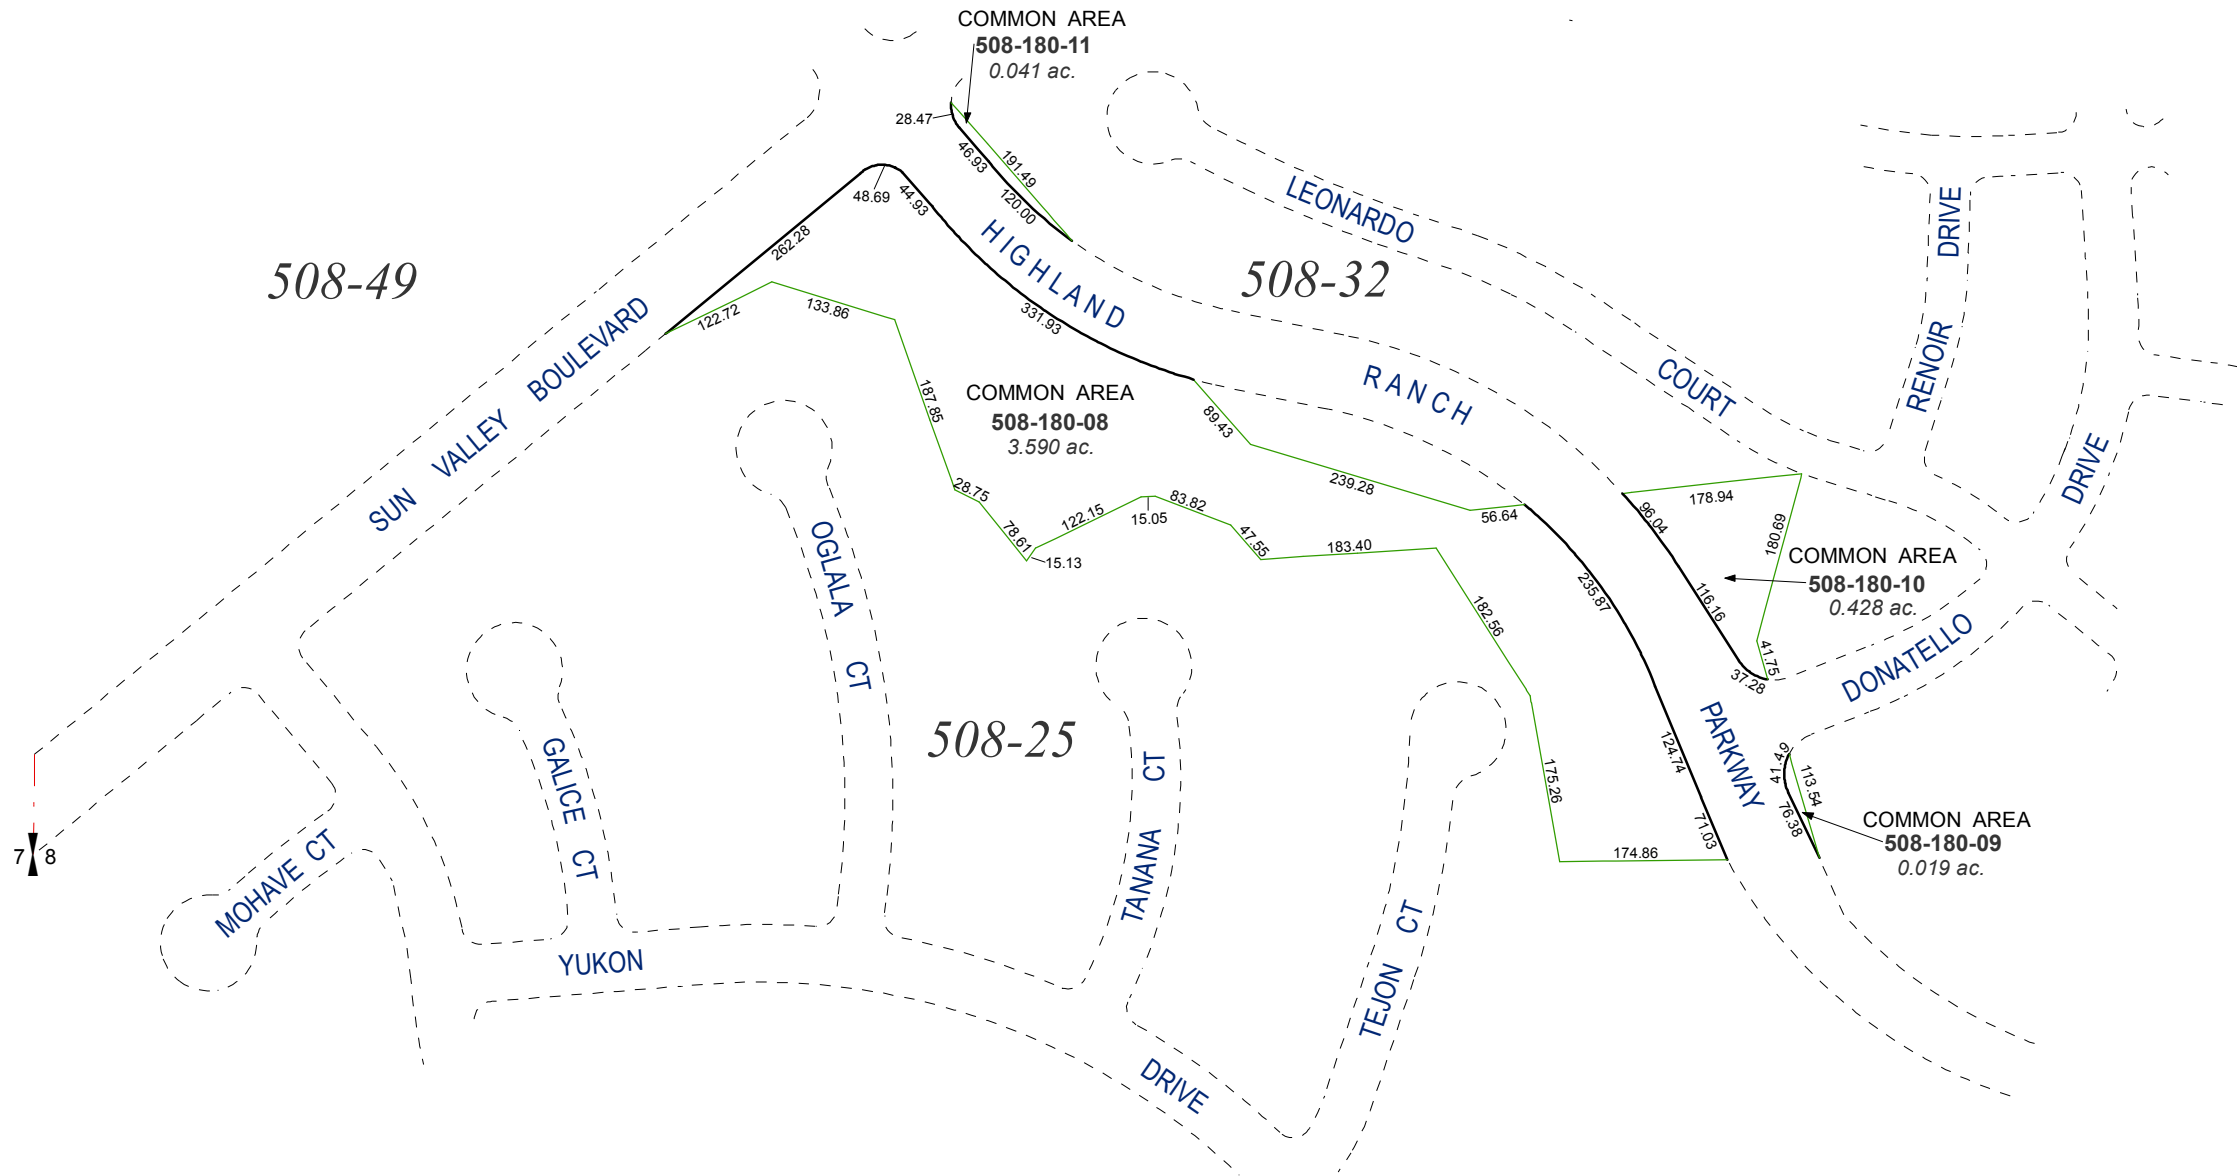 COMMON AREA
508-180-11
0.041 ac.
28.47
46.93
191.49
120.00
48.69
44.93
262.28
HIGHLAND
331.93
508-49
508-32
LEONARDO
COURT
RENOIR DRIVE
SUN VALLEY BOULEVARD
122.72
133.86
187.85
COMMON AREA
508-180-08
3.590 ac.
RANCH
89.43
239.28
56.64
28.75
78.61
15.13
122.15
15.05
83.82
47.55
183.40
182.56
175.26
174.86
235.87
124.74
71.03
178.94
96.04
180.69
116.16
41.75
37.28
COMMON AREA
508-180-10
0.428 ac.
DONATELLO
DRIVE
PARKWAY
41.49
113.54
76.38
COMMON AREA
508-180-09
0.019 ac.
OGLALA CT
508-25
GALICE CT
TANANA CT
TEJON CT
MOHAVE CT
7 8
YUKON
DRIVE